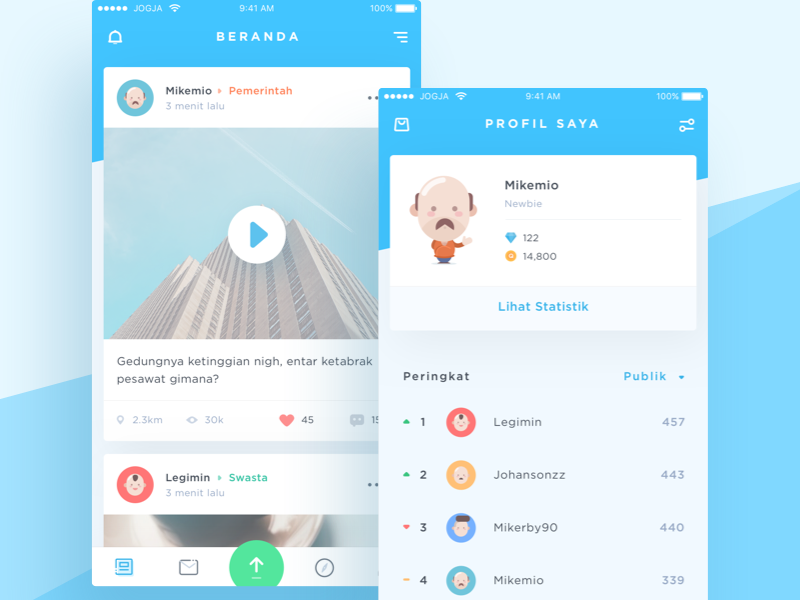 JOGJA 9:41 AM 100%
BERANDA
Mikemio Pemerintah
3 menit lalu
Gedungnya ketinggian nigh, entar ketabrak
pesawat gimana?
2.3km 30k 45
Legimin Swasta
3 menit lalu
JOGJA 9:41 AM 100%
PROFIL SAYA
Mikemio
Newbie
122
14,800
Lihat Statistik
Peringkat Publik
1 Legimin 457
2 Johansonzz 443
3 Mikerby90 440
4 Mikemio 339